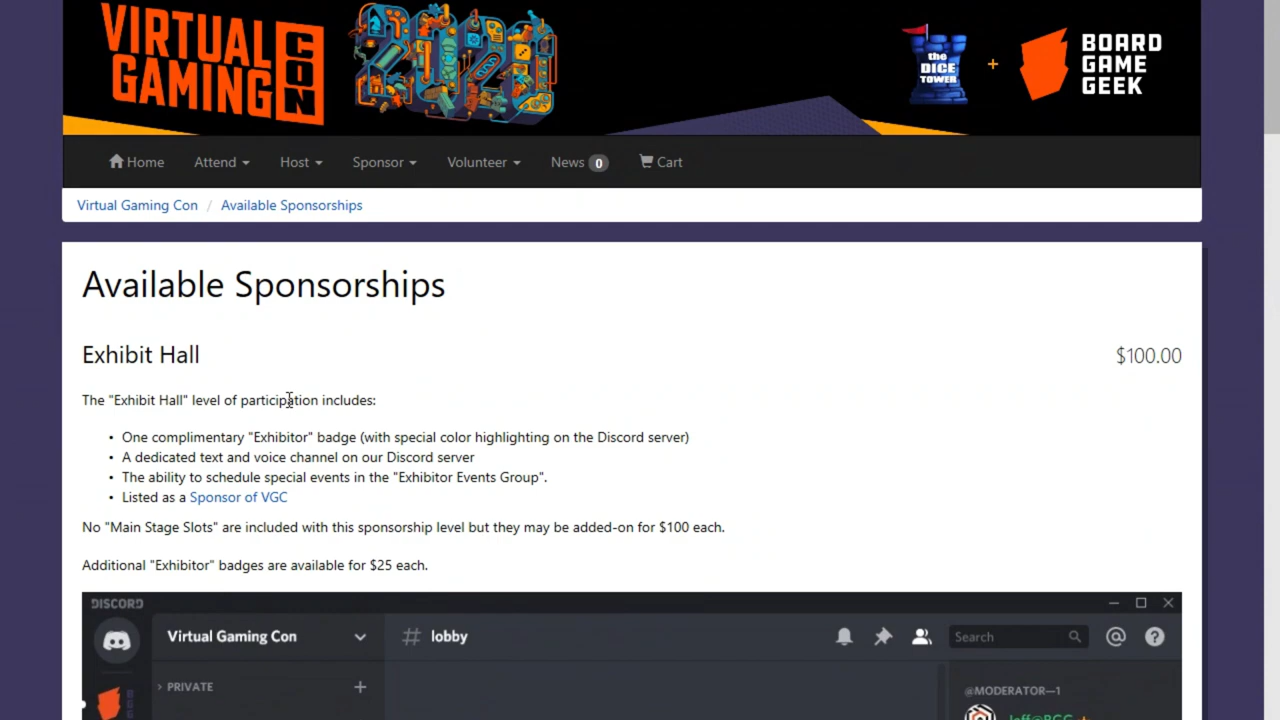 VIRTUAL GAMING CON
2020
the DICE TOWER
+
BOARD GAME GEEK
Home Attend Host Sponsor Volunteer News 0 Cart
Virtual Gaming Con / Available Sponsorships
Available Sponsorships
Exhibit Hall $100.00
The "Exhibit Hall" level of participation includes:
• One complimentary "Exhibitor" badge (with special color highlighting on the Discord server)
• A dedicated text and voice channel on our Discord server
• The ability to schedule special events in the "Exhibitor Events Group".
• Listed as a Sponsor of VGC
No "Main Stage Slots" are included with this sponsorship level but they may be added-on for $100 each.
Additional "Exhibitor" badges are available for $25 each.
DISCORD
Virtual Gaming Con # lobby Search @ ?
> PRIVATE +
@MODERATOR—1
Jeff@BGG